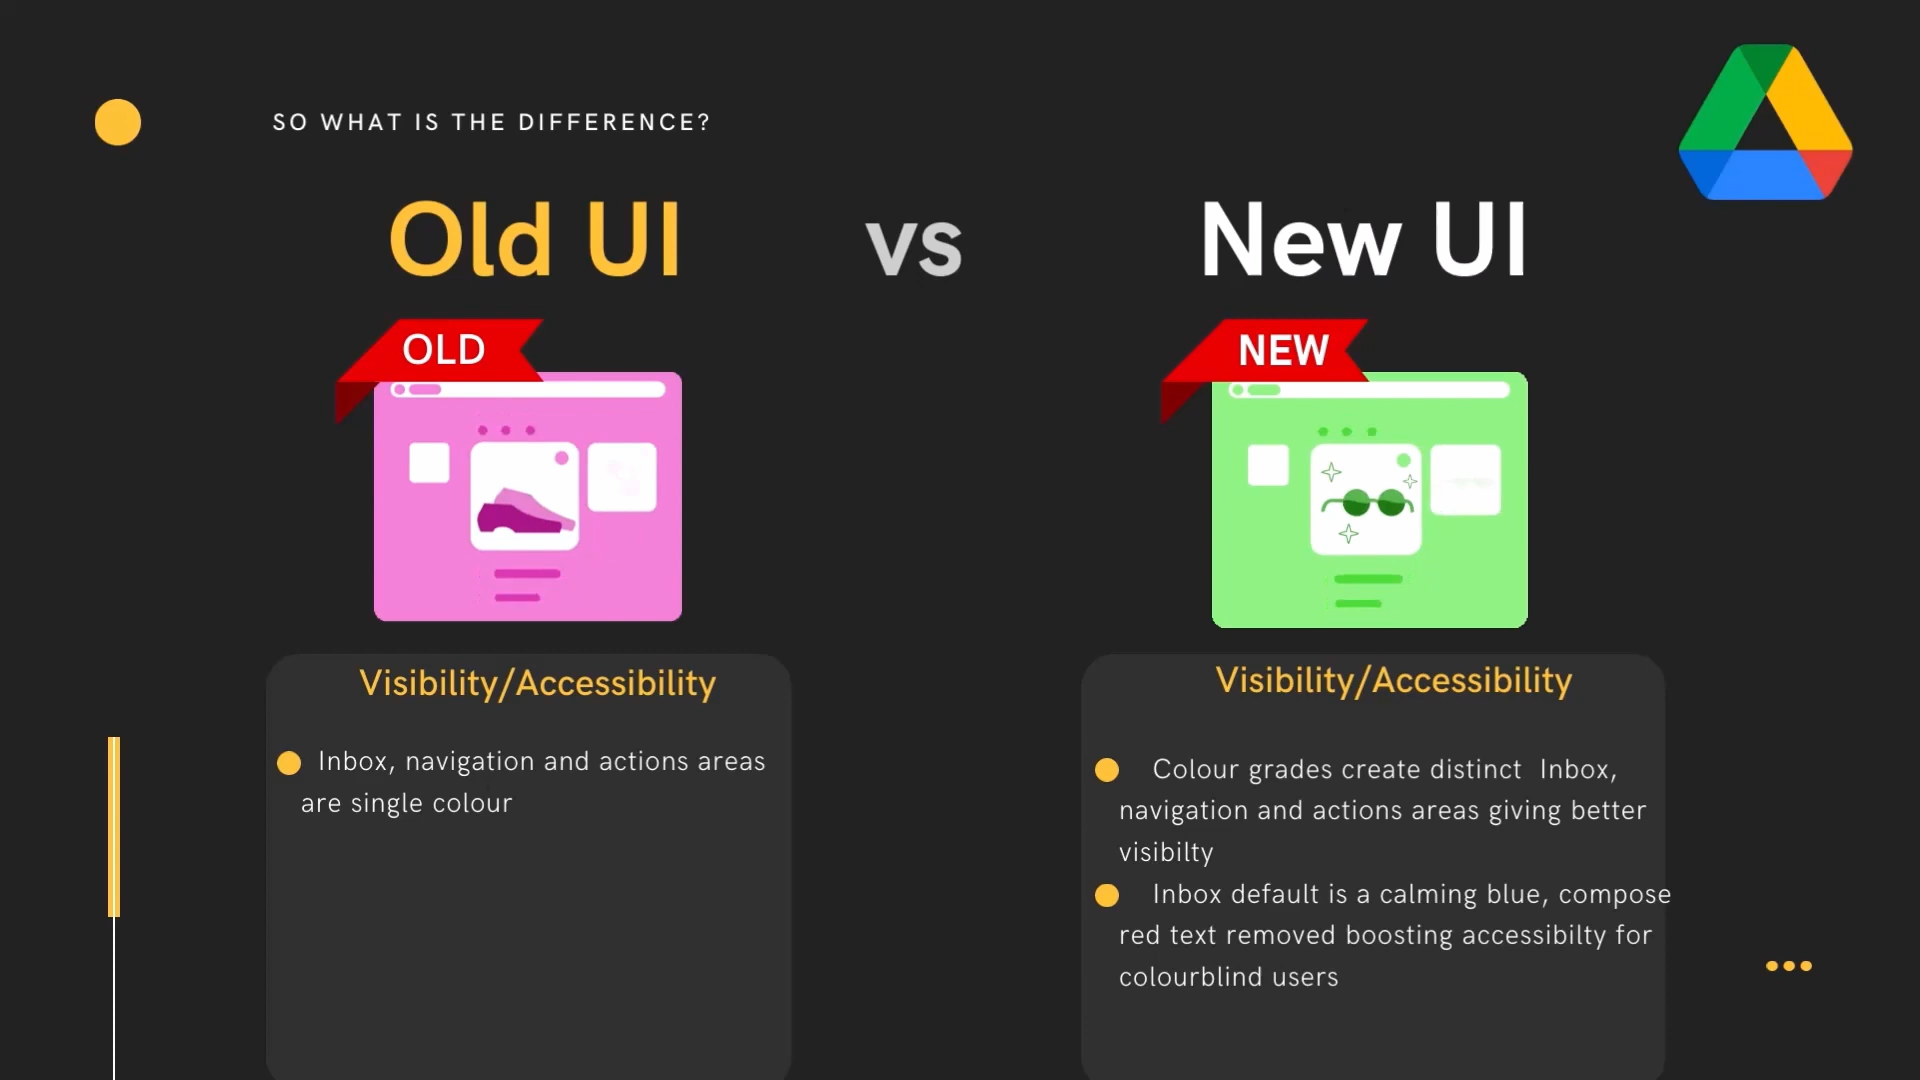 SO WHAT IS THE DIFFERENCE?
Old UI vs New UI
OLD
NEW
Visibility/Accessibility
Inbox, navigation and actions areas
are single colour
Visibility/Accessibility
Colour grades create distinct  Inbox,
navigation and actions areas giving better
visibilty
Inbox default is a calming blue, compose
red text removed boosting accessibilty for
colourblind users